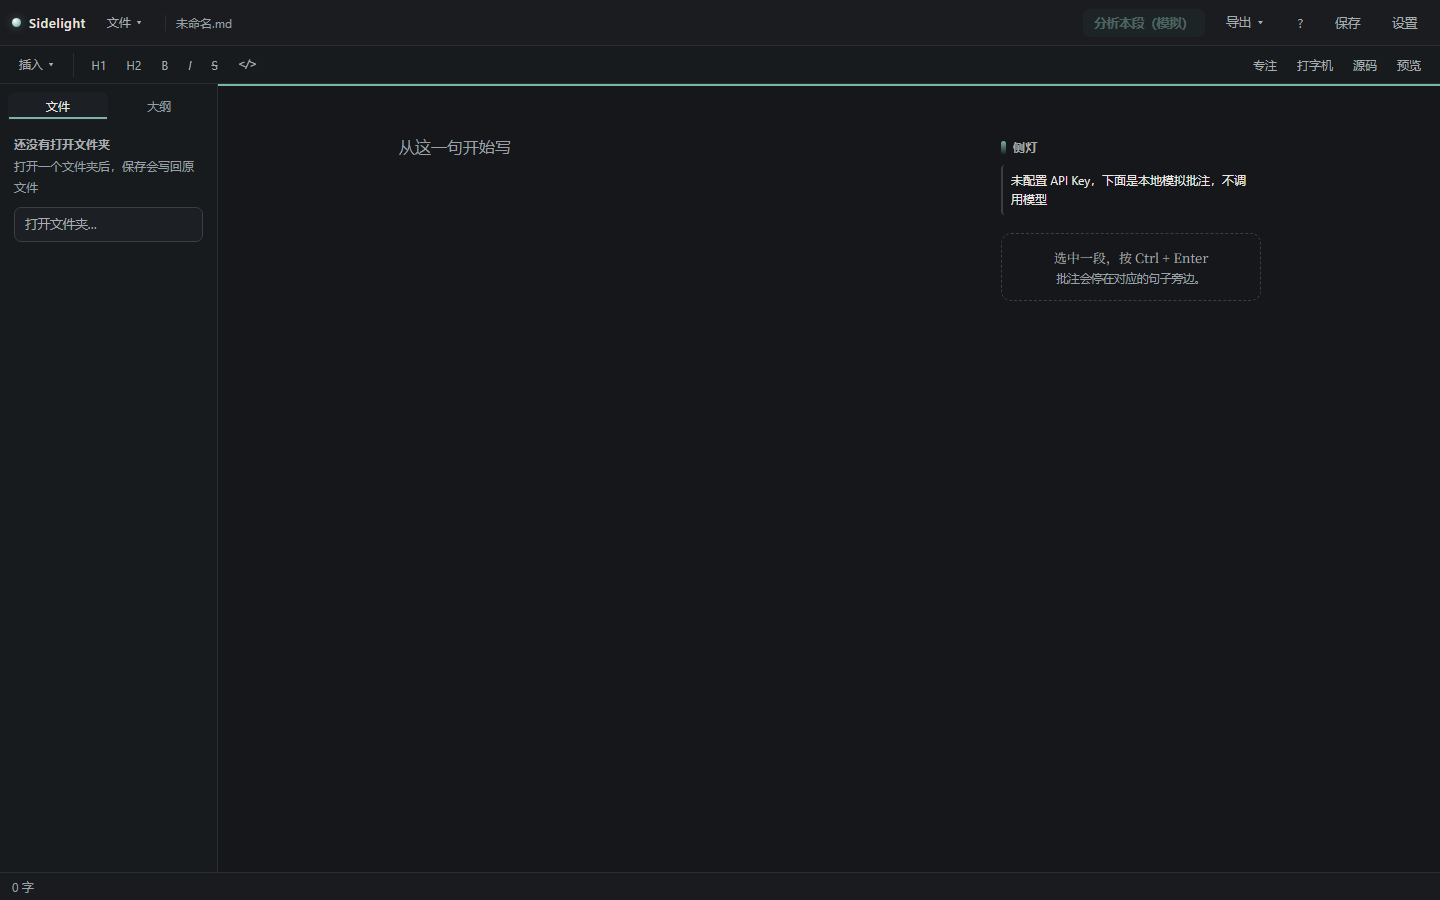 Sidelight 文件 未命名.md 分析本段（模拟） 导出 ? 保存 设置
插入 H1 H2 B I S </> 专注 打字机 源码 预览
文件 大纲
还没有打开文件夹
打开一个文件夹后，保存会写回原
文件
打开文件夹...
从这一句开始写
侧灯
未配置 API Key，下面是本地模拟批注，不调
用模型
选中一段，按 Ctrl + Enter
批注会停在对应的句子旁边。
0 字